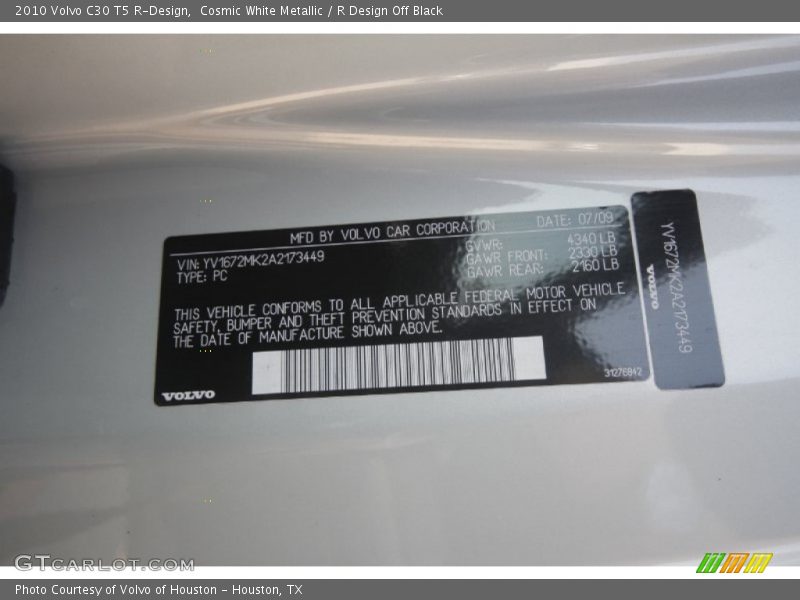 2010 Volvo C30 T5 R-Design, Cosmic White Metallic / R Design Off Black
MFD BY VOLVO CAR CORPORATION DATE: 07/09
VIN: YV1672MK2A2173449 GVWR: 4340 LB
TYPE: PC GAWR FRONT: 2330 LB
GAWR REAR: 2160 LB
THIS VEHICLE CONFORMS TO ALL APPLICABLE FEDERAL MOTOR VEHICLE
SAFETY, BUMPER AND THEFT PREVENTION STANDARDS IN EFFECT ON
THE DATE OF MANUFACTURE SHOWN ABOVE.
31276842
VOLVO
YV1672MK2A2173449
VOLVO
GTCARLOT.COM
Photo Courtesy of Volvo of Houston - Houston, TX